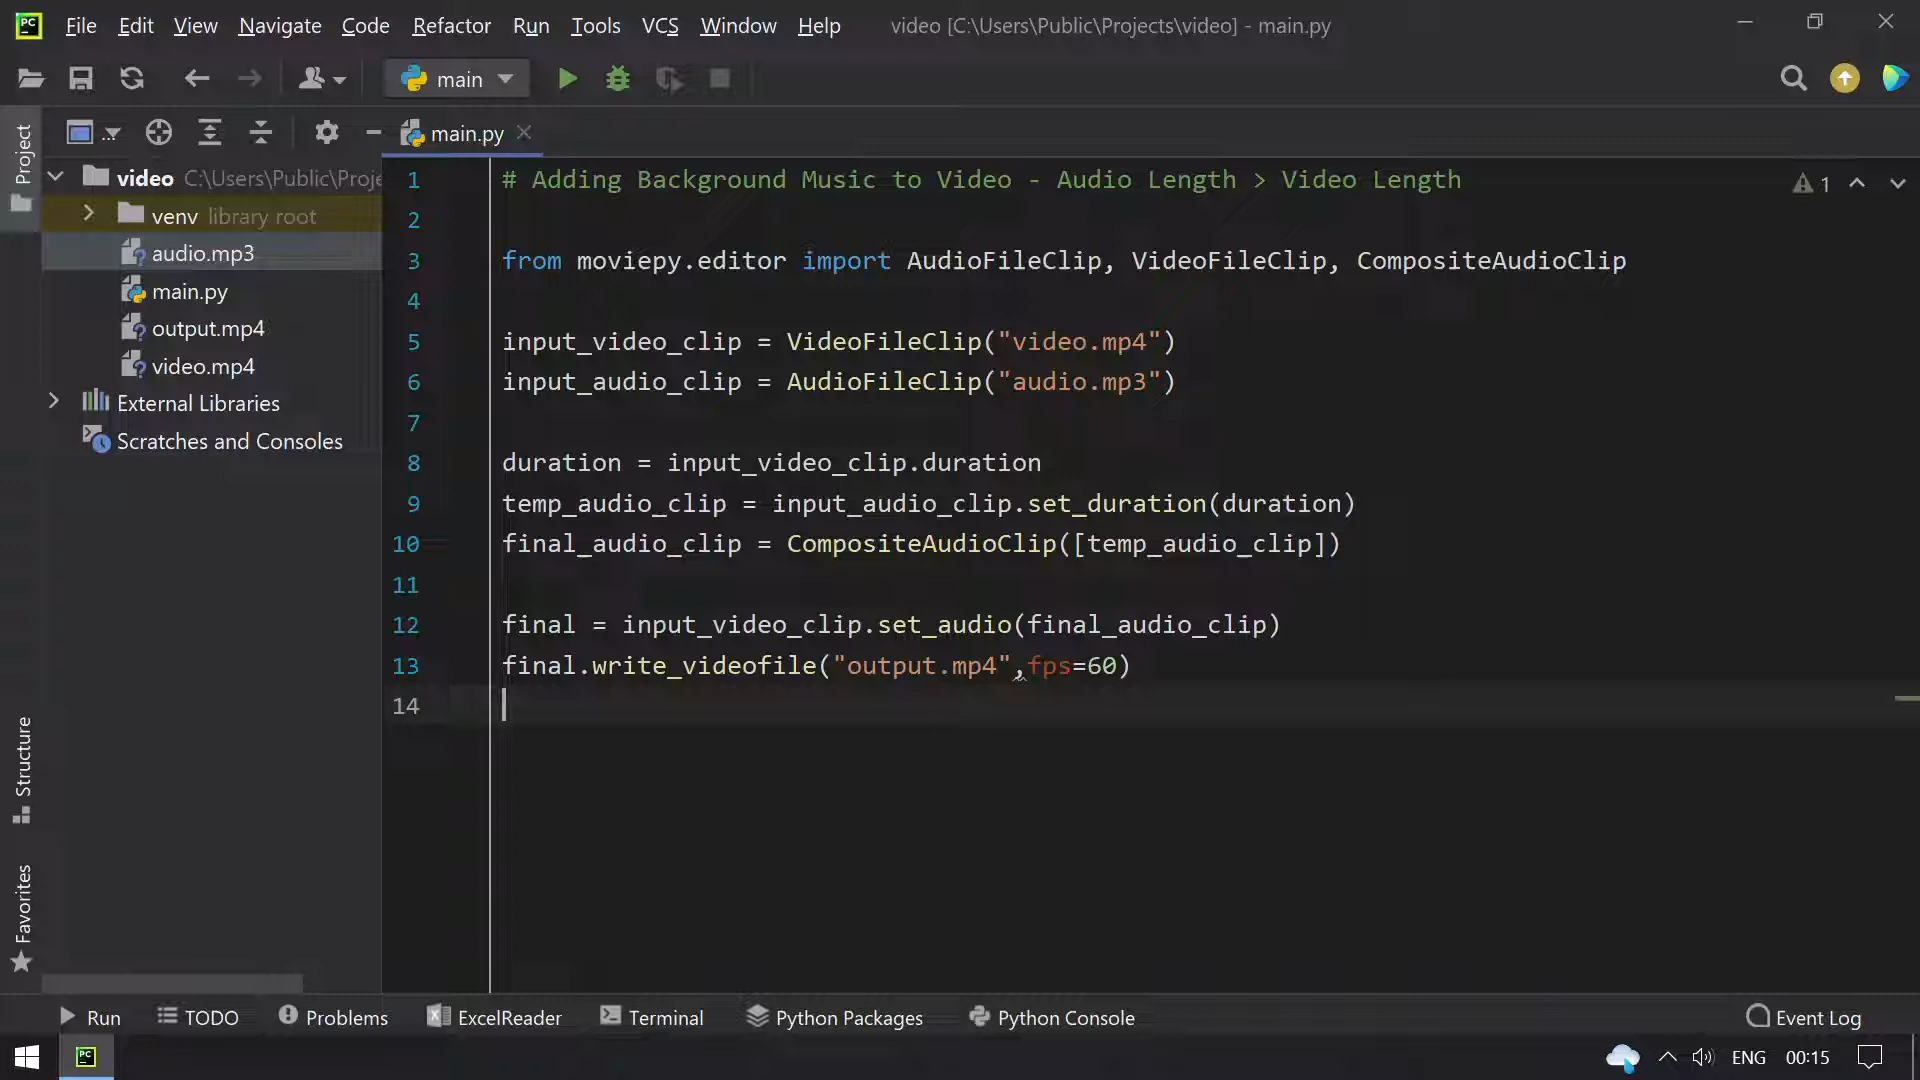 PC File Edit View Navigate Code Refactor Run Tools VCS Window Help video [C:\Users\Public\Projects\video] - main.py
main
Project
... main.py
video C:\Users\Public\Proje
venv library root
audio.mp3
main.py
output.mp4
video.mp4
External Libraries
Scratches and Consoles
1 # Adding Background Music to Video - Audio Length > Video Length
1
2
3 from moviepy.editor import AudioFileClip, VideoFileClip, CompositeAudioClip
4
5 input_video_clip = VideoFileClip("video.mp4")
6 input_audio_clip = AudioFileClip("audio.mp3")
7
8 duration = input_video_clip.duration
9 temp_audio_clip = input_audio_clip.set_duration(duration)
10 final_audio_clip = CompositeAudioClip([temp_audio_clip])
11
12 final = input_video_clip.set_audio(final_audio_clip)
13 final.write_videofile("output.mp4",fps=60)
14
Structure
Favorites
Run TODO Problems ExcelReader Terminal Python Packages Python Console Event Log
PC ENG 00:15